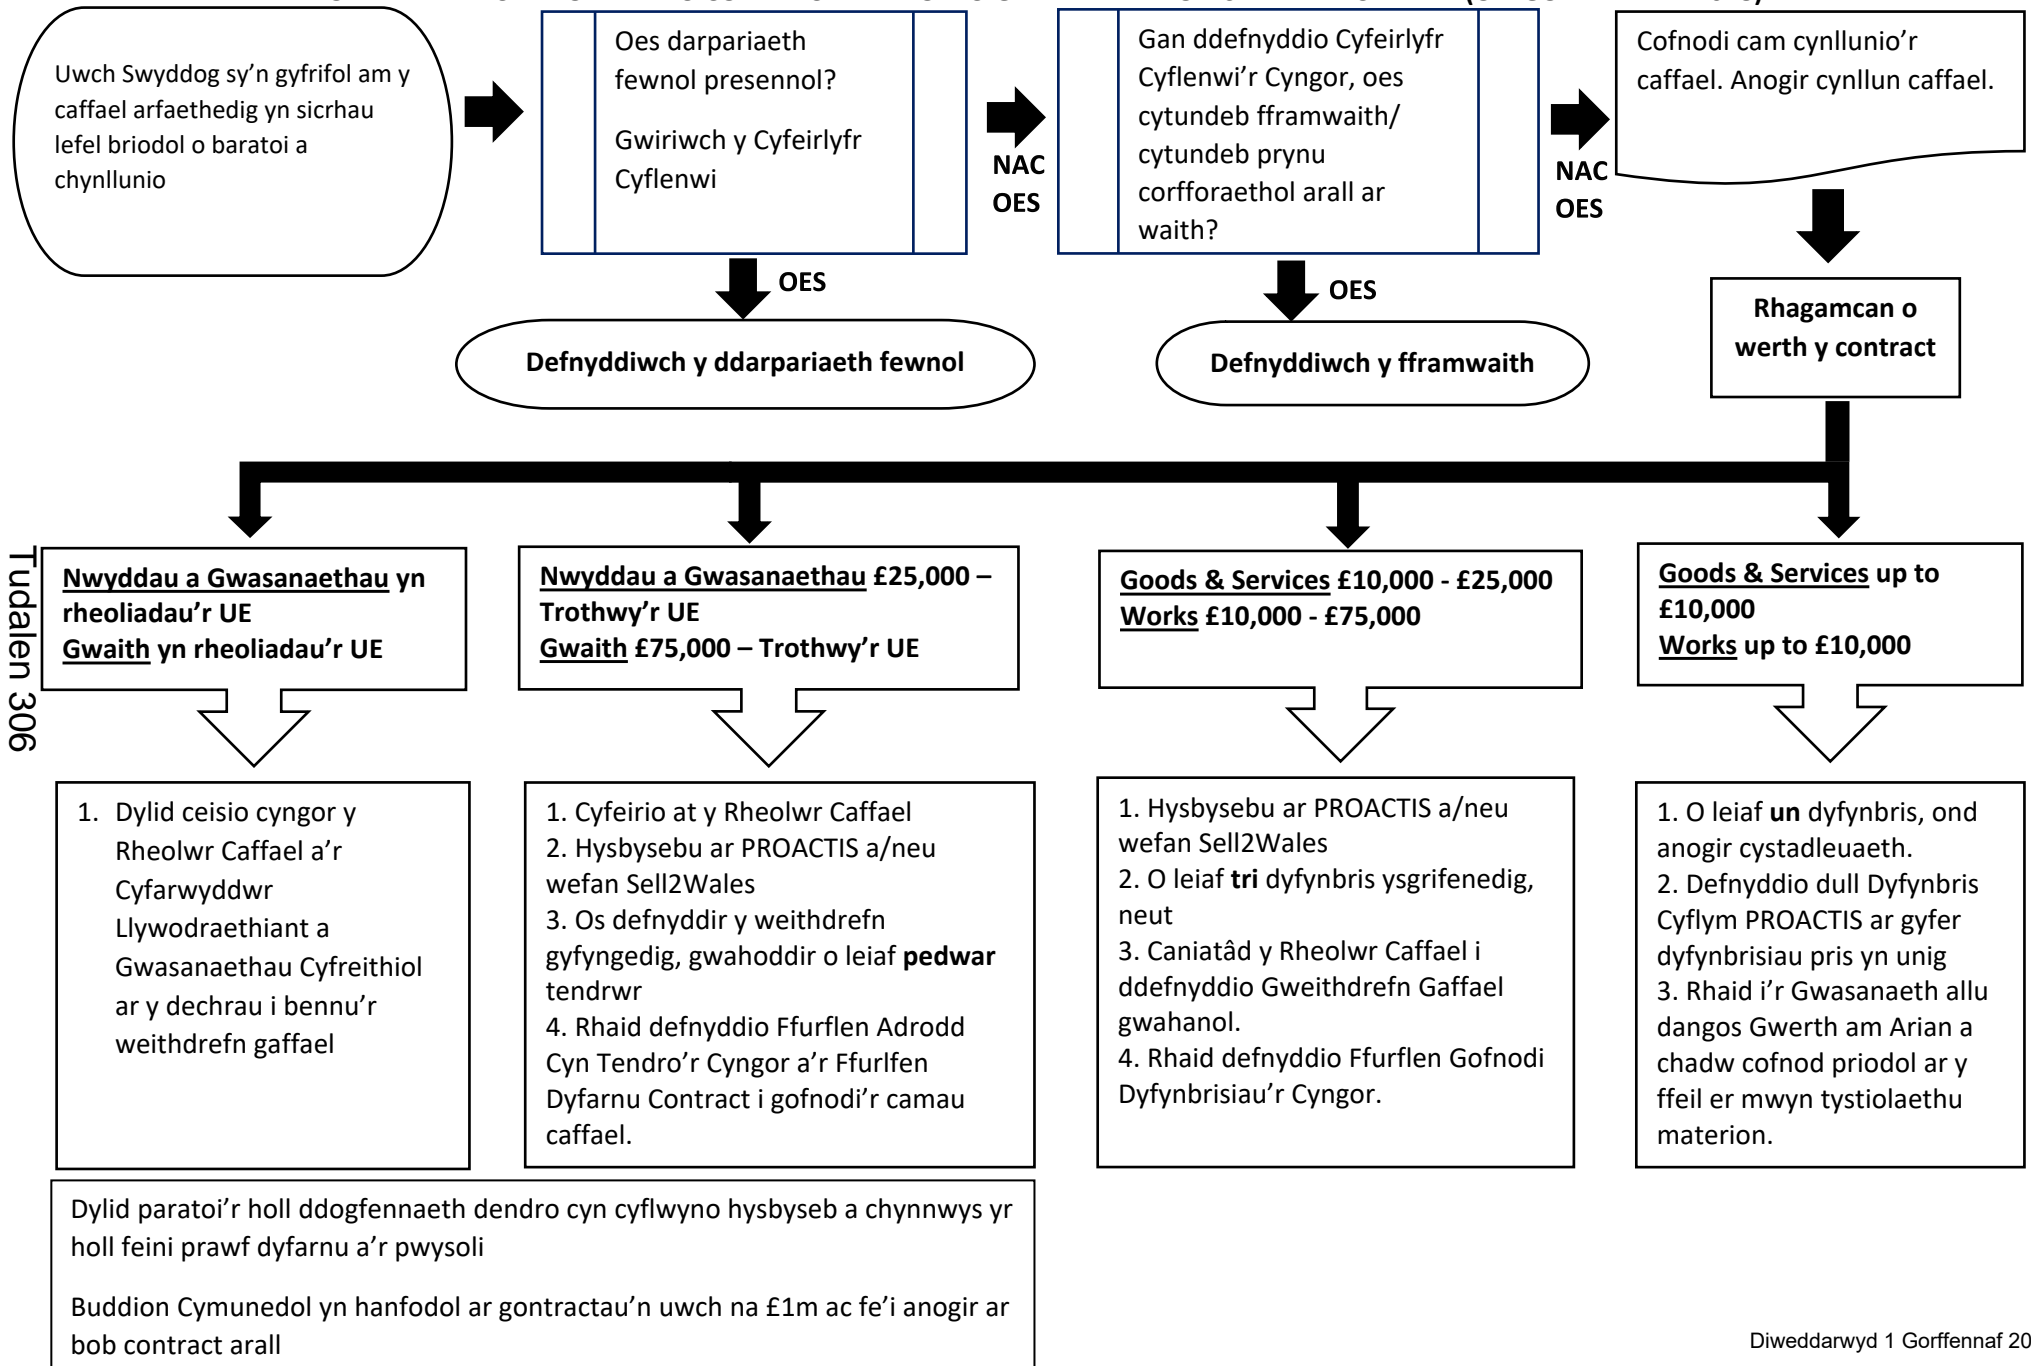 Uwch Swyddog sy'n gyfrifol am y
caffael arfaethedig yn sicrhau
lefel briodol o baratoi a
chynllunio
Oes darpariaeth
fewnol presennol?
Gwiriwch y Cyfeirlyfr
Cyflenwi
NAC
OES
Gan ddefnyddio Cyfeirlyfr
Cyflenwi'r Cyngor, oes
cytundeb fframwaith/
cytundeb prynu
corfforaethol arall ar
waith?
NAC
OES
Cofnodi cam cynllunio'r
caffael. Anogir cynllun caffael.
OES
Defnyddiwch y ddarpariaeth fewnol
OES
Defnyddiwch y fframwaith
Rhagamcan o
werth y contract
Tudalen 306
Nwyddau a Gwasanaethau yn
rheoliadau'r UE
Gwaith yn rheoliadau'r UE
Nwyddau a Gwasanaethau £25,000 –
Trothwy'r UE
Gwaith £75,000 – Trothwy'r UE
Goods & Services £10,000 - £25,000
Works £10,000 - £75,000
Goods & Services up to
£10,000
Works up to £10,000
1. Dylid ceisio cyngor y
Rheolwr Caffael a'r
Cyfarwyddwr
Llywodraethiant a
Gwasanaethau Cyfreithiol
ar y dechrau i bennu'r
weithdrefn gaffael
1. Cyfeirio at y Rheolwr Caffael
2. Hysbysebu ar PROACTIS a/neu
wefan Sell2Wales
3. Os defnyddir y weithdrefn
gyfyngedig, gwahoddir o leiaf pedwar
tendrwr
4. Rhaid defnyddio Ffurflen Adrodd
Cyn Tendro'r Cyngor a'r Ffurlfen
Dyfarnu Contract i gofnodi'r camau
caffael.
1. Hysbysebu ar PROACTIS a/neu
wefan Sell2Wales
2. O leiaf tri dyfynbris ysgrifenedig,
neut
3. Caniatâd y Rheolwr Caffael i
ddefnyddio Gweithdrefn Gaffael
gwahanol.
4. Rhaid defnyddio Ffurflen Gofnodi
Dyfynbrisiau'r Cyngor.
1. O leiaf un dyfynbris, ond
anogir cystadleuaeth.
2. Defnyddio dull Dyfynbris
Cyflym PROACTIS ar gyfer
dyfynbrisiau pris yn unig
3. Rhaid i'r Gwasanaeth allu
dangos Gwerth am Arian a
chadw cofnod priodol ar y
ffeil er mwyn tystiolaethu
materion.
Dylid paratoi'r holl ddogfennaeth dendro cyn cyflwyno hysbyseb a chynnwys yr
holl feini prawf dyfarnu a'r pwysoli
Buddion Cymunedol yn hanfodol ar gontractau'n uwch na £1m ac fe'i anogir ar
bob contract arall
Diweddarwyd 1 Gorffennaf 20